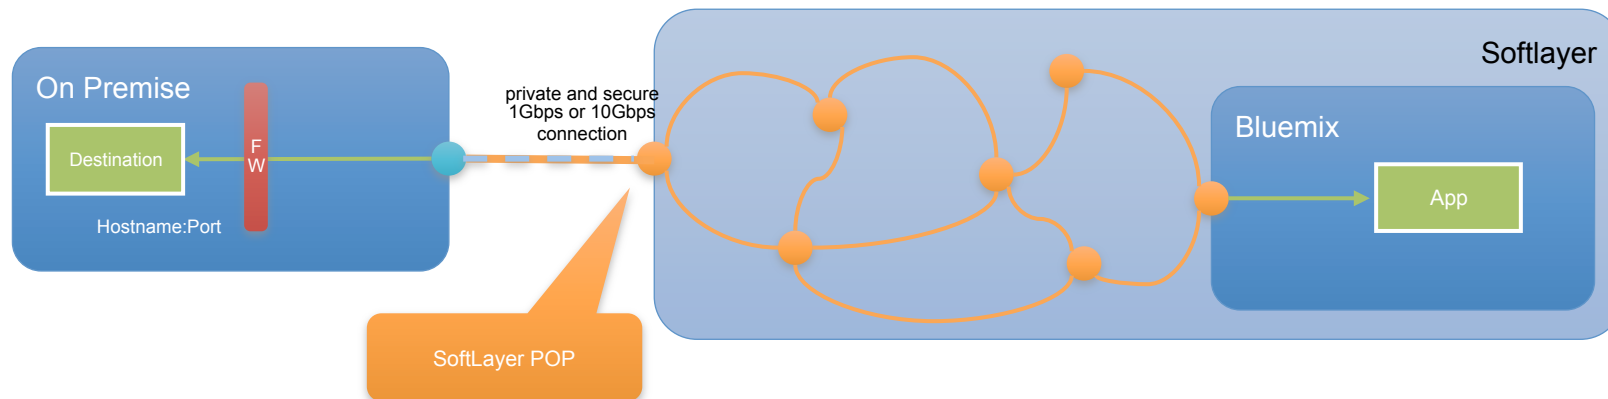 On Premise
Destination
F
W
Hostname:Port
private and secure
1Gbps or 10Gbps
connection
SoftLayer POP
Softlayer
Bluemix
App